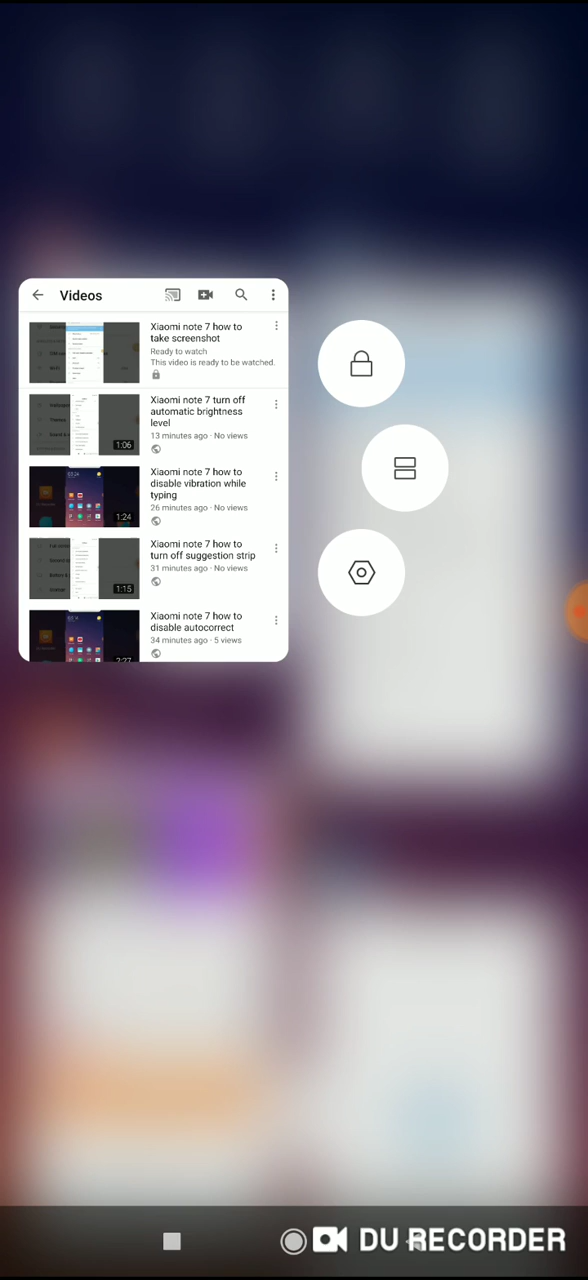 Videos
Xiaomi note 7 how to
take screenshot
Ready to watch
This video is ready to be watched.
Xiaomi note 7 turn off
automatic brightness
level
13 minutes ago · No views
1:06
Xiaomi note 7 how to
disable vibration while
typing
26 minutes ago · No views
1:24
Xiaomi note 7 how to
turn off suggestion strip
31 minutes ago · No views
1:15
Xiaomi note 7 how to
disable autocorrect
34 minutes ago · 5 views
2:27
DU RECORDER